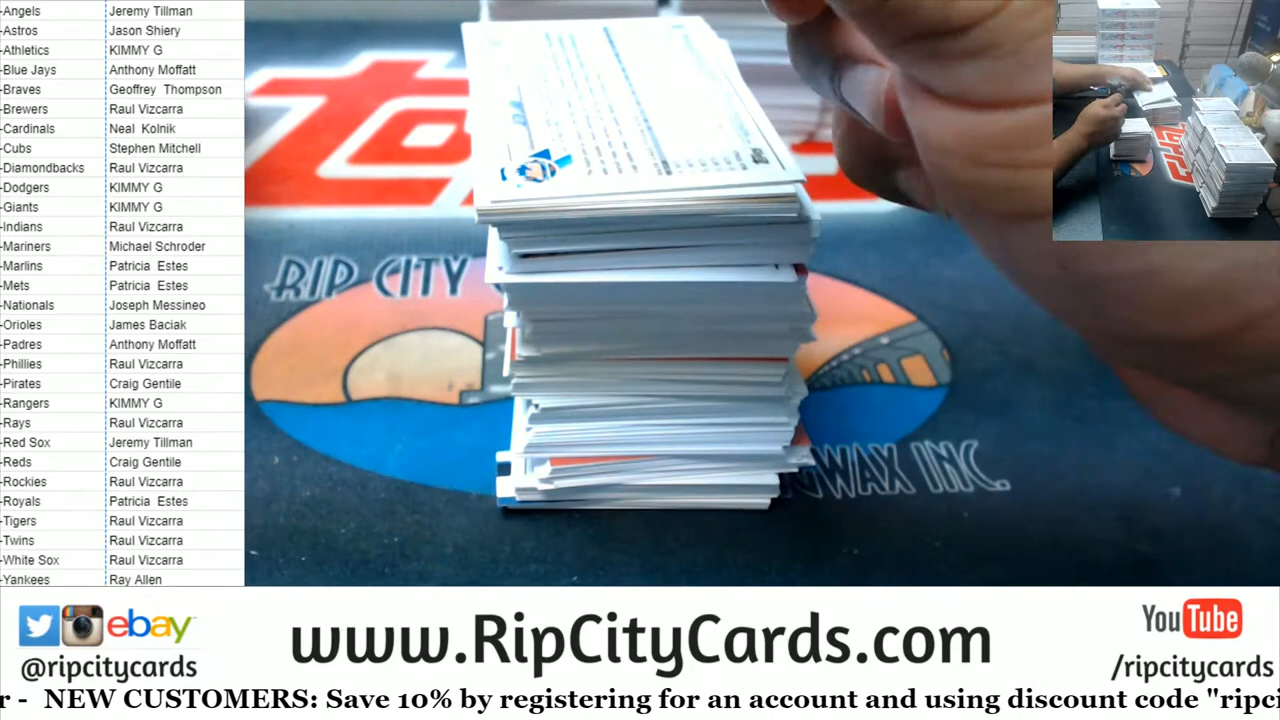 -Angels Jeremy Tillman
-Astros Jason Shiery
-Athletics KIMMY G
-Blue Jays Anthony Moffatt
-Braves Geoffrey Thompson
-Brewers Raul Vizcarra
-Cardinals Neal Kolnik
-Cubs Stephen Mitchell
-Diamondbacks Raul Vizcarra
-Dodgers KIMMY G
-Giants KIMMY G
-Indians Raul Vizcarra
-Mariners Michael Schroder
-Marlins Patricia Estes
-Mets Patricia Estes
-Nationals Joseph Messineo
-Orioles James Baciak
-Padres Anthony Moffatt
-Phillies Raul Vizcarra
-Pirates Craig Gentile
-Rangers KIMMY G
-Rays Raul Vizcarra
-Red Sox Jeremy Tillman
-Reds Craig Gentile
-Rockies Raul Vizcarra
-Royals Patricia Estes
-Tigers Raul Vizcarra
-Twins Raul Vizcarra
-White Sox Raul Vizcarra
-Yankees Ray Allen
RIP CITY
WAX INC.
ebay
@ripcitycards
www.RipCityCards.com
YouTube
/ripcitycards
r - NEW CUSTOMERS: Save 10% by registering for an account and using discount code "ripci